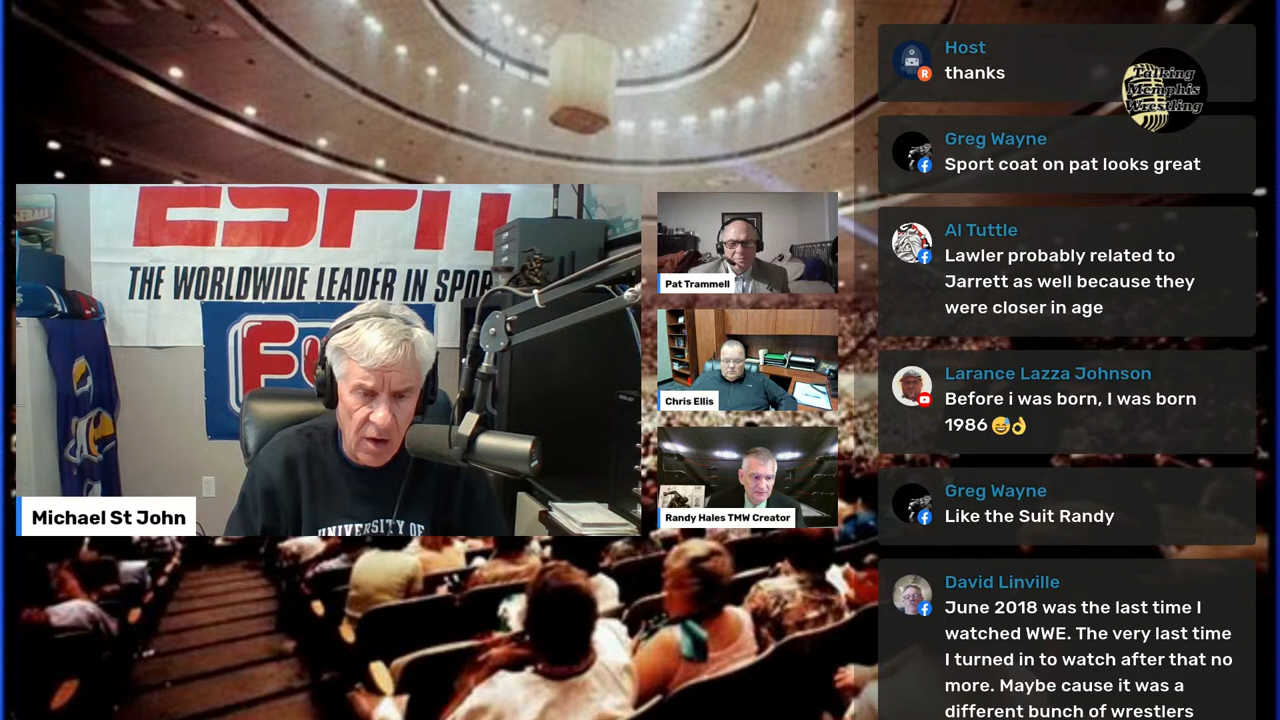 ESPN
THE WORLDWIDE LEADER IN SPOR
Michael St John
UNIVERSITY OF
Pat Trammell
Chris Ellis
Randy Hales TMW Creator
Talking
Memphis
Wrestling
Host
thanks
Greg Wayne
Sport coat on pat looks great
Al Tuttle
Lawler probably related to
Jarrett as well because they
were closer in age
Larance Lazza Johnson
Before i was born, I was born
1986 😅👌
Greg Wayne
Like the Suit Randy
David Linville
June 2018 was the last time I
watched WWE. The very last time
I turned in to watch after that no
more. Maybe cause it was a
different bunch of wrestlers